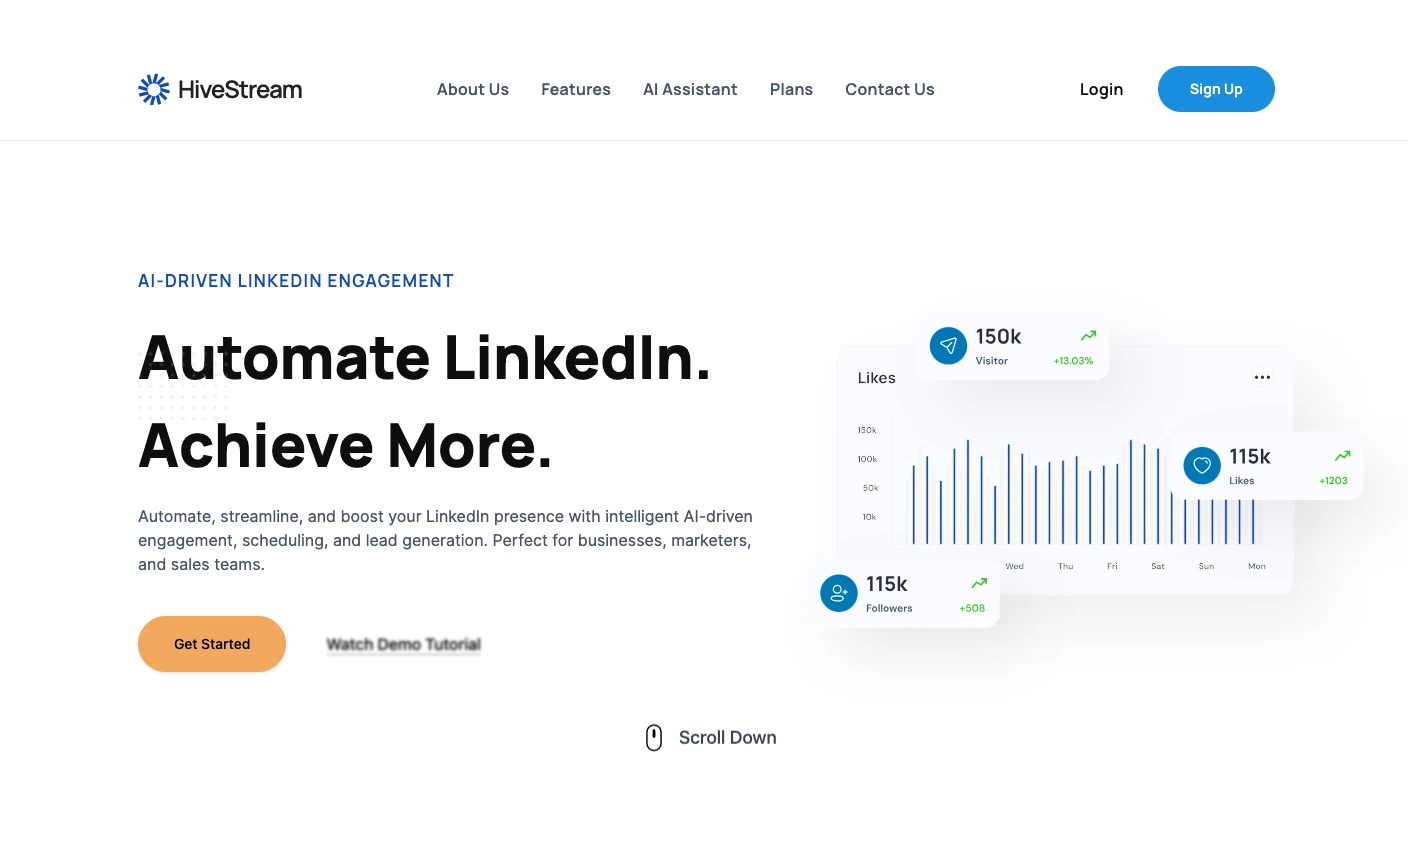 HiveStream
About Us
Features
AI Assistant
Plans
Contact Us
Login
Sign Up
AI-DRIVEN LINKEDIN ENGAGEMENT
Automate LinkedIn.
Achieve More.
Automate, streamline, and boost your LinkedIn presence with intelligent AI-driven
engagement, scheduling, and lead generation. Perfect for businesses, marketers,
and sales teams.
Get Started
Watch Demo Tutorial
150k
Visitor
+13.03%
Likes
150k
100k
50k
10k
115k
Likes
+1203
Wed
Thu
Fri
Sat
Sun
Mon
115k
Followers
+508
Scroll Down